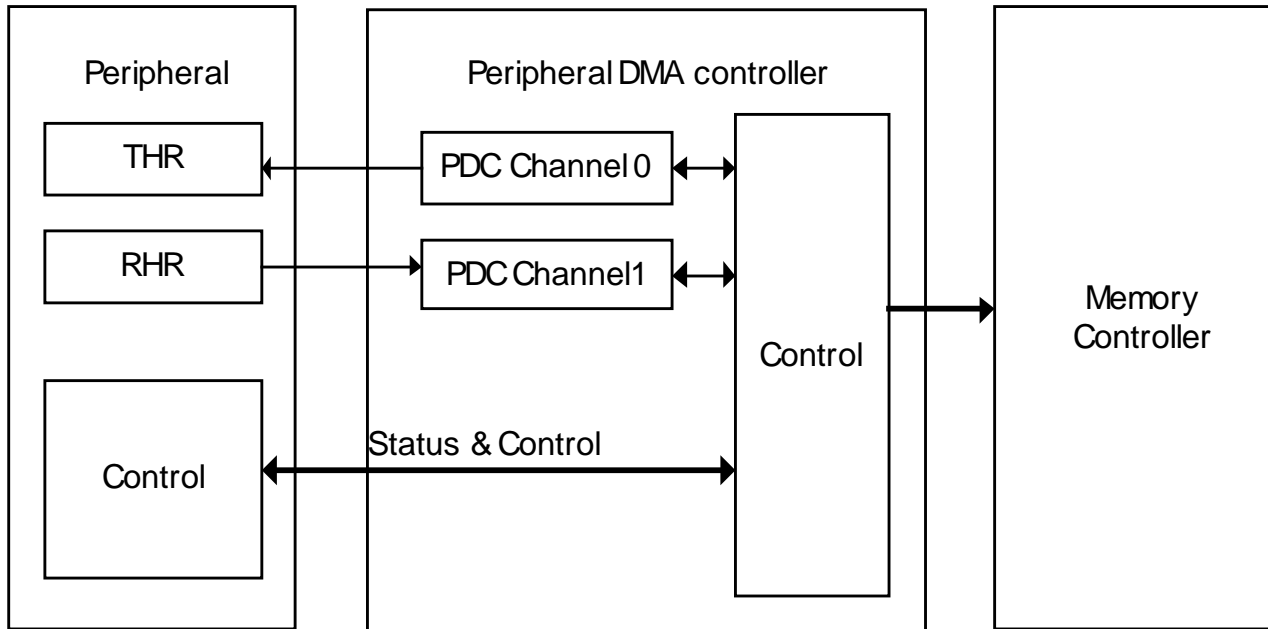 Peripheral
Peripheral DMA controller
THR
PDC Channel 0
RHR
PDC Channel1
Memory
Controller
Control
Status & Control
Control